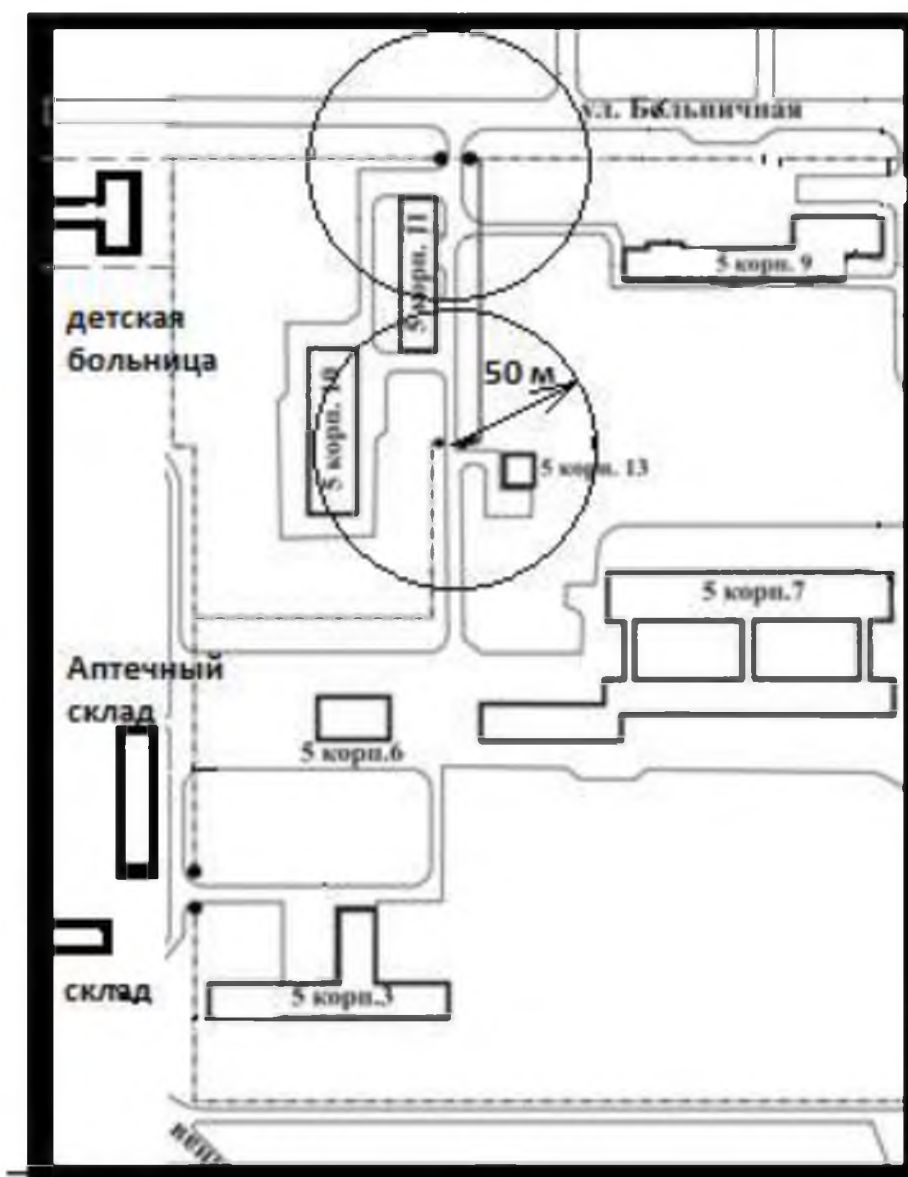 ул. Больничная
5 корп. 11
5 корп. 9
детская
больница
50 м
5 корп. 10
5 корп. 13
5 корп.7
Аптечный
склад
5 корп.6
склад
5 корп.3